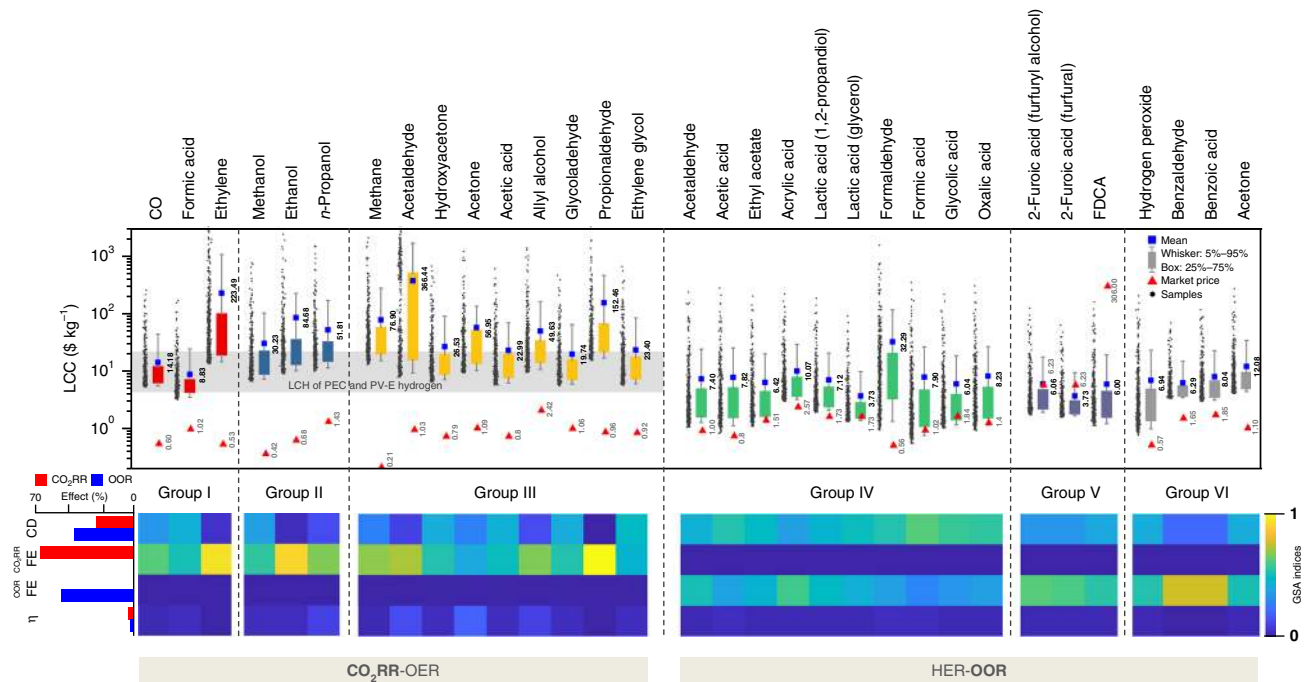 CO
Formic acid
Ethylene
Methanol
Ethanol
n-Propanol
Methane
Acetaldehyde
Hydroxyacetone
Acetone
Acetic acid
Allyl alcohol
Glycoladehyde
Propionaldehyde
Ethylene glycol
Acetaldehyde
Acetic acid
Ethyl acetate
Acrylic acid
Lactic acid (1,2-propandiol)
Lactic acid (glycerol)
Formaldehyde
Formic acid
Glycolic acid
Oxalic acid
2-Furoic acid (furfuryl alcohol)
2-Furoic acid (furfural)
FDCA
Hydrogen peroxide
Benzaldehyde
Benzoic acid
Acetone
LCC ($ kg⁻¹)
10³
10²
10¹
10⁰
Mean
Whisker: 5%–95%
Box: 25%–75%
Market price
Samples
LCH of PEC and PV-E hydrogen
14.18
8.83
223.49
30.23
84.68
51.81
76.90
366.44
26.53
56.95
22.99
49.63
19.74
152.46
23.40
7.40
7.82
6.42
10.07
7.12
3.73
32.29
7.90
6.04
8.23
6.06
3.73
6.00
6.94
6.29
8.04
12.08
0.60
1.02
0.53
0.42
0.68
1.43
0.21
1.03
0.79
1.09
0.8
2.42
1.06
0.96
0.92
1.00
0.8
1.51
2.57
1.73
1.73
0.56
1.02
1.84
1.4
6.23
6.23
306.00
0.57
1.65
1.85
1.10
CO₂RR OOR
70 Effect (%) 0
Group I
Group II
Group III
Group IV
Group V
Group VI
CD
CO₂RR FE
OOR FE
η
1
GSA indices
0
CO₂RR-OER
HER-OOR